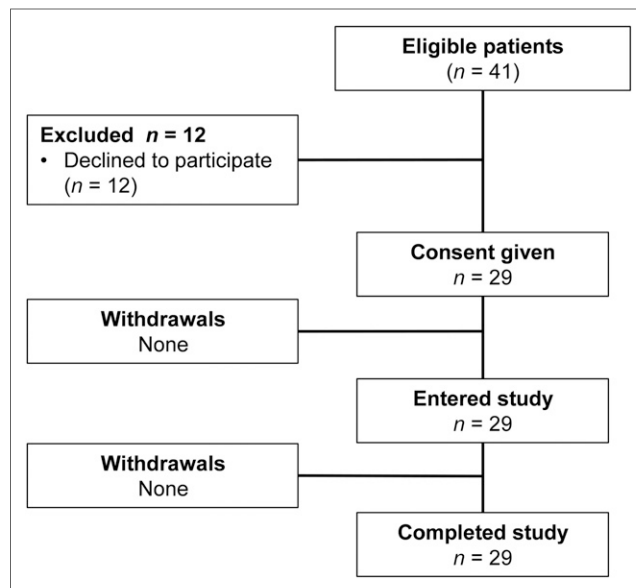 Eligible patients
(n = 41)
Excluded n = 12
• Declined to participate
(n = 12)
Consent given
n = 29
Withdrawals
None
Entered study
n = 29
Withdrawals
None
Completed study
n = 29